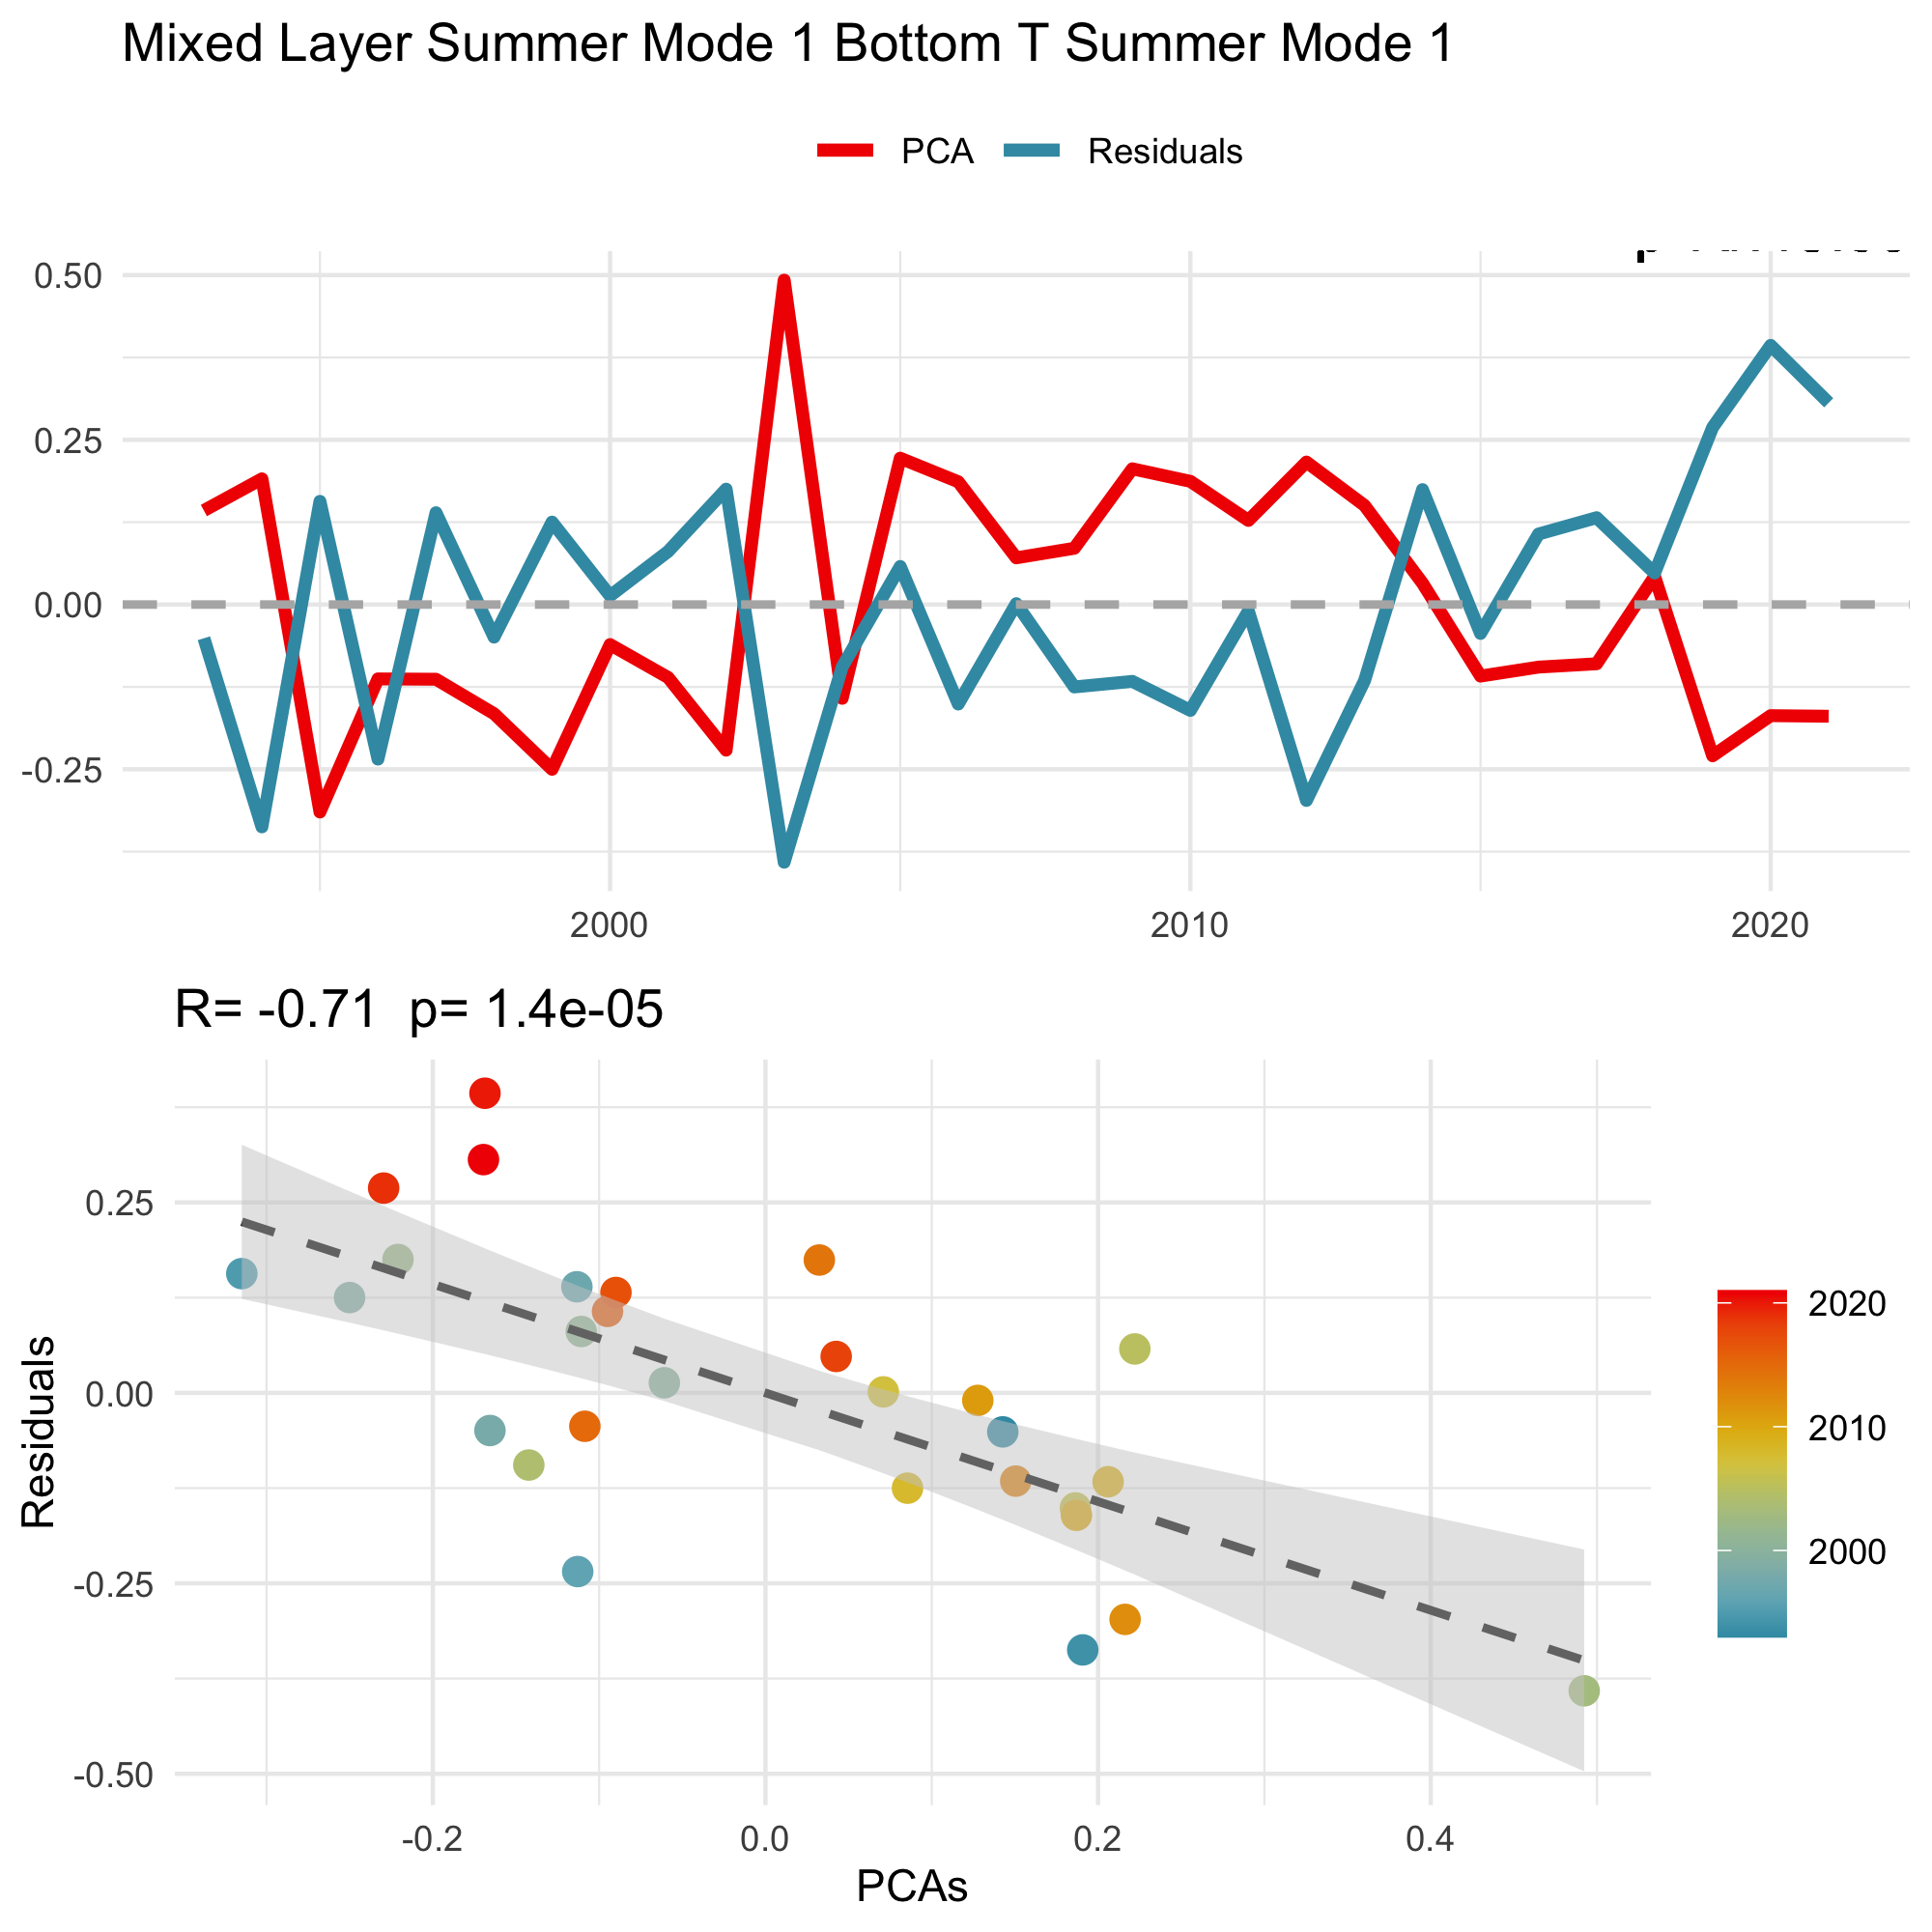 Mixed Layer Summer Mode 1 Bottom T Summer Mode 1
PCA Residuals
0.50
0.25
0.00
-0.25
2000 2010 2020
R= -0.71 p= 1.4e-05
Residuals
0.25
0.00
-0.25
-0.50
-0.2 0.0 0.2 0.4
PCAs
2020
2010
2000